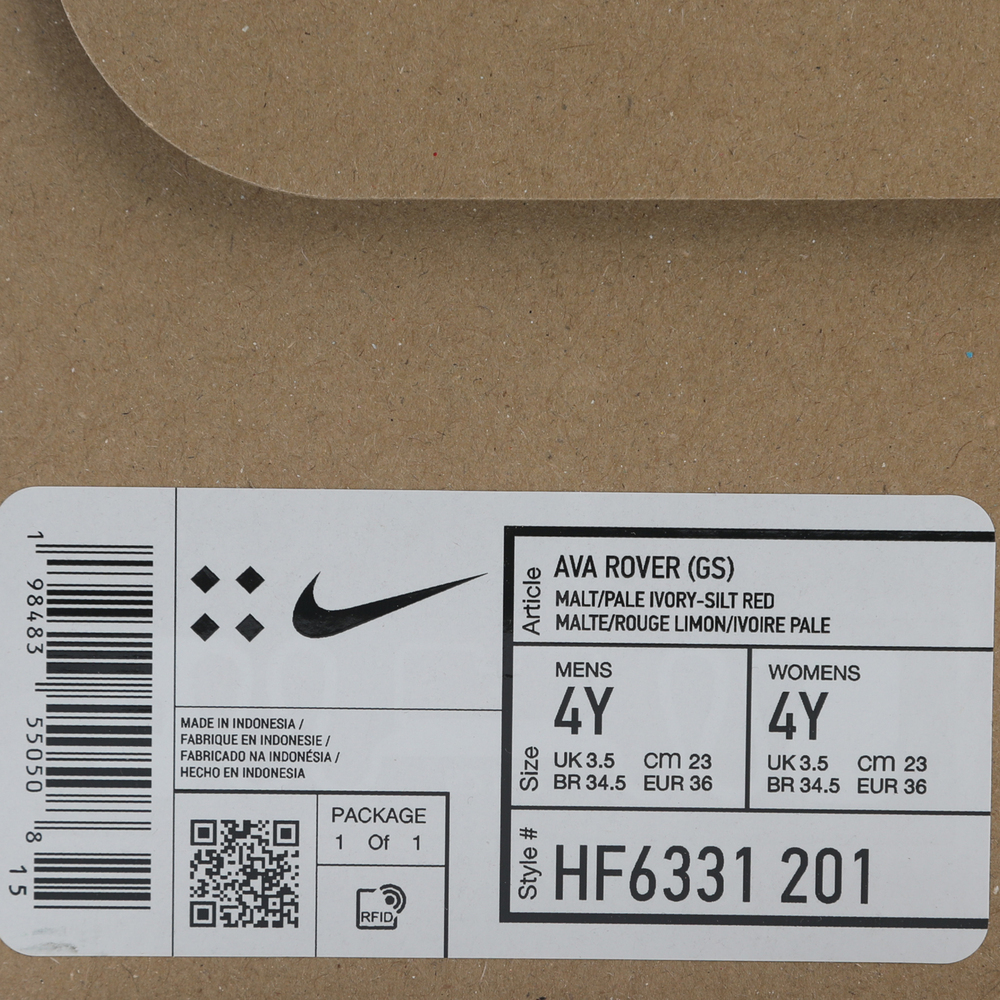 1 98483 55050 8
15
MADE IN INDONESIA /
FABRIQUE EN INDONESIE /
FABRICADO NA INDONÉSIA /
HECHO EN INDONESIA
PACKAGE
1 Of 1
RFID
Article
AVA ROVER (GS)
MALT/PALE IVORY-SILT RED
MALTE/ROUGE LIMON/IVOIRE PALE
Size
MENS
4Y
UK 3.5 CM 23
BR 34.5 EUR 36
WOMENS
4Y
UK 3.5 CM 23
BR 34.5 EUR 36
Style #
HF6331 201